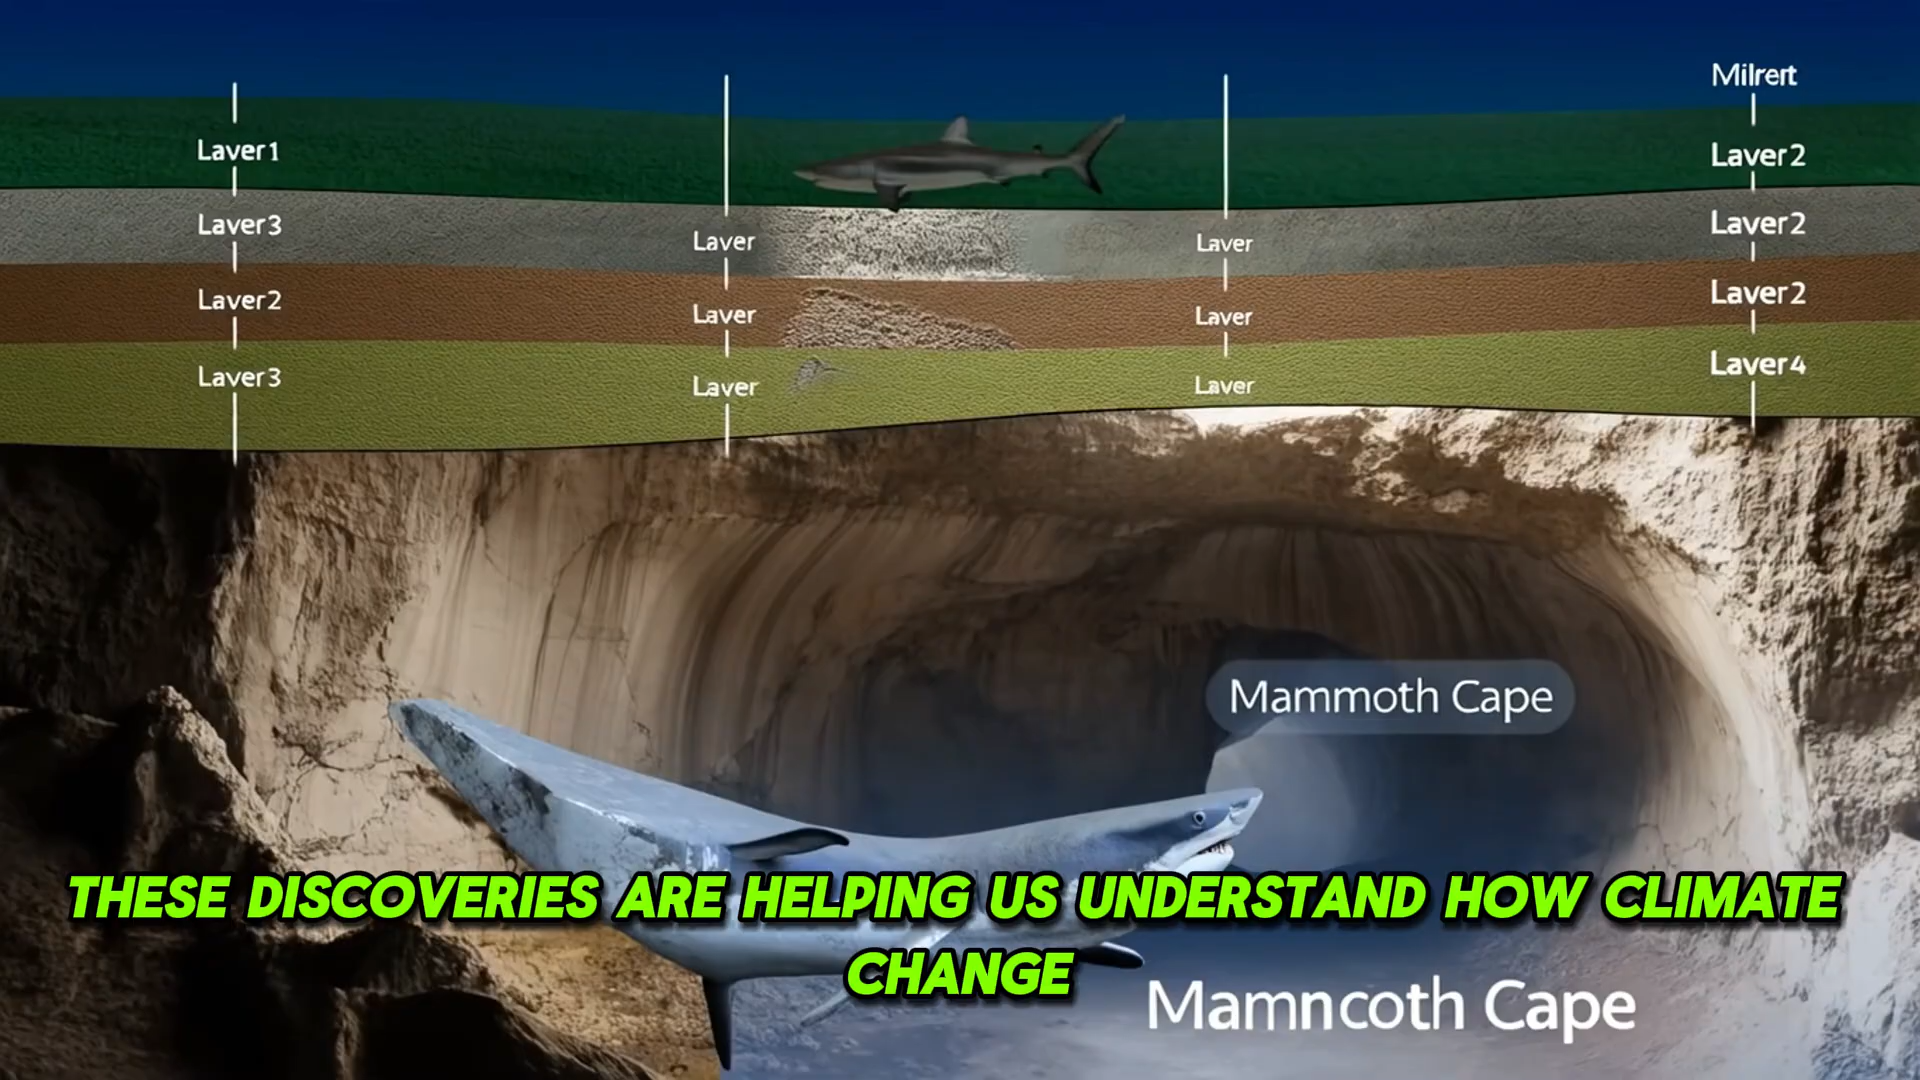 Milrert
Laver1
Laver2
Laver3
Laver
Laver
Laver2
Laver2
Laver
Laver
Laver2
Laver3
Laver
Laver
Laver4
Mammoth Cape
THESE DISCOVERIES ARE HELPING US UNDERSTAND HOW CLIMATE
CHANGE
Mamncoth Cape